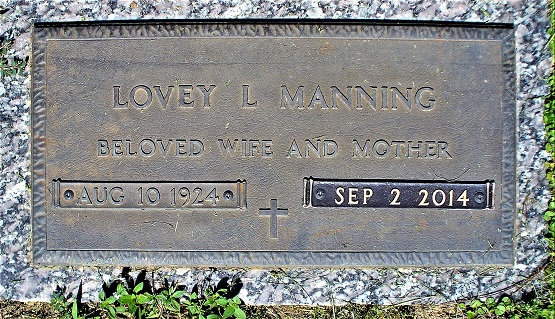 LOVEY L MANNING
BELOVED WIFE AND MOTHER
AUG 10 1924 SEP 2 2014